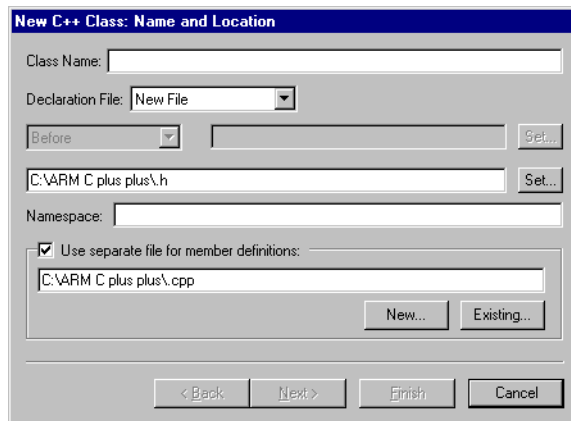 New C++ Class: Name and Location
Class Name:
Declaration File: New File
Before Set...
C:\ARM C plus plus\.h Set...
Namespace:
Use separate file for member definitions:
C:\ARM C plus plus\.cpp
New... Existing...
< Back Next > Finish Cancel